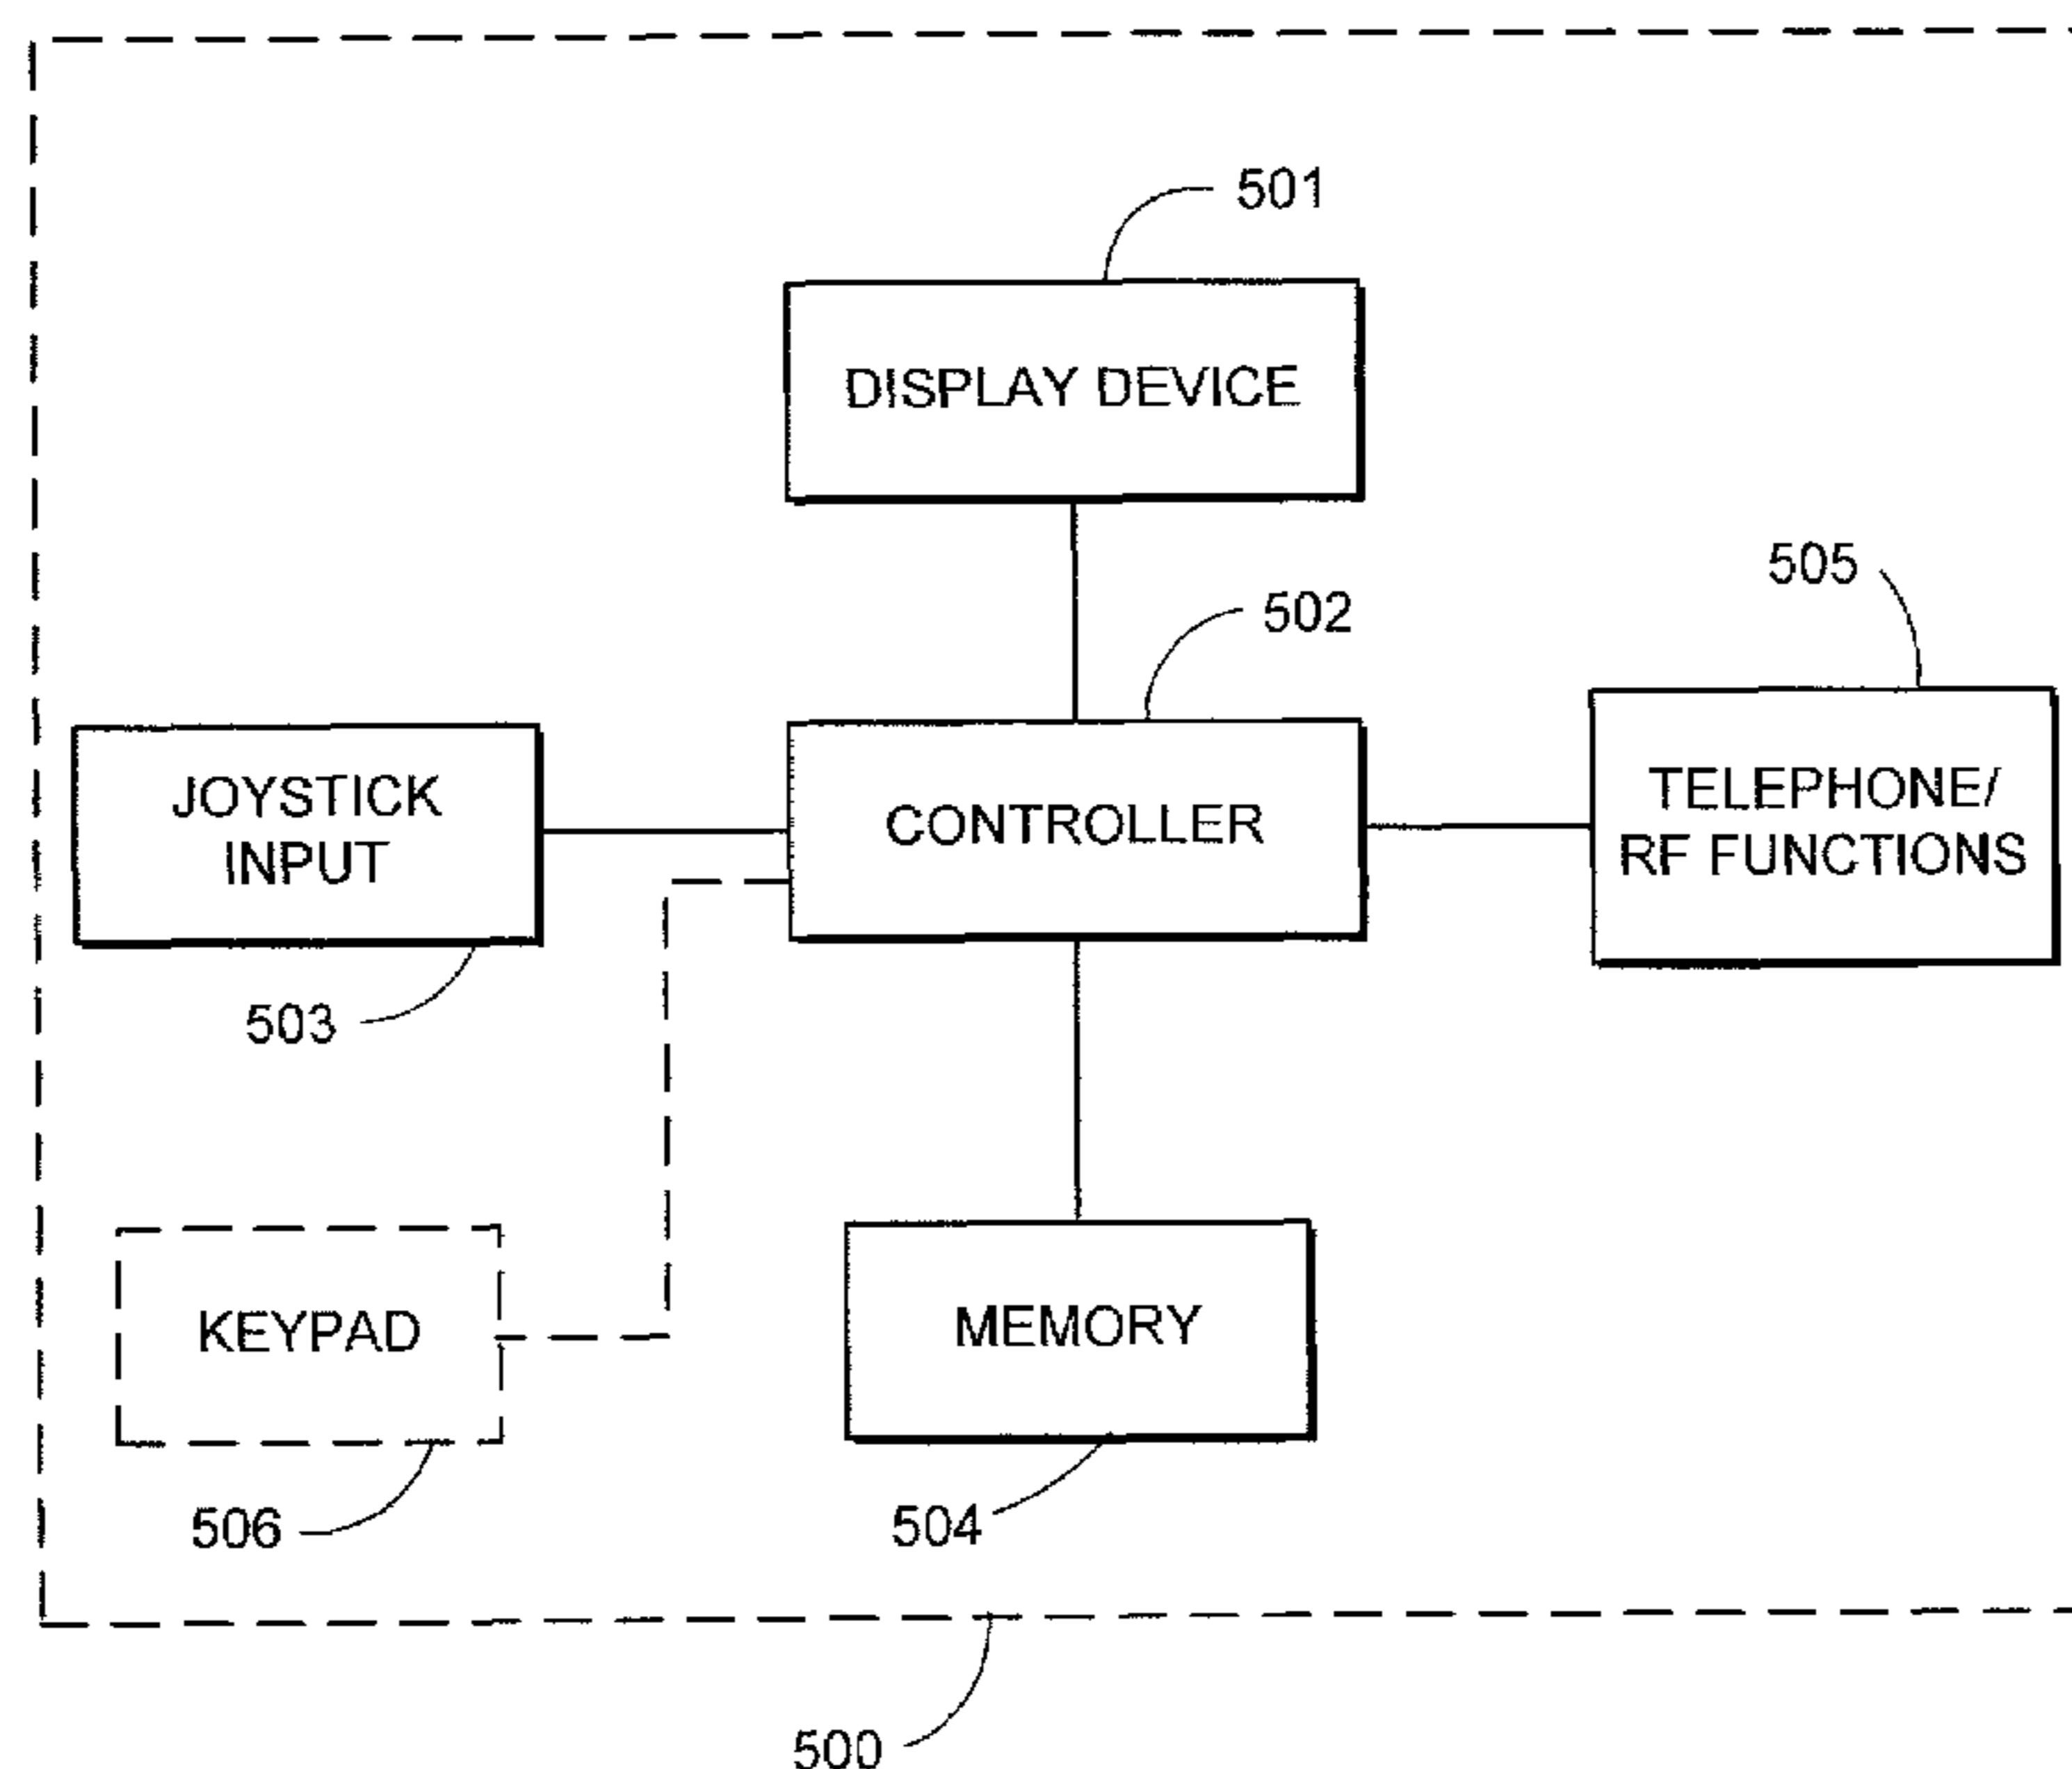 501
DISPLAY DEVICE
502
505
JOYSTICK
INPUT
CONTROLLER
TELEPHONE/
RF FUNCTIONS
503
KEYPAD
MEMORY
506
504
500